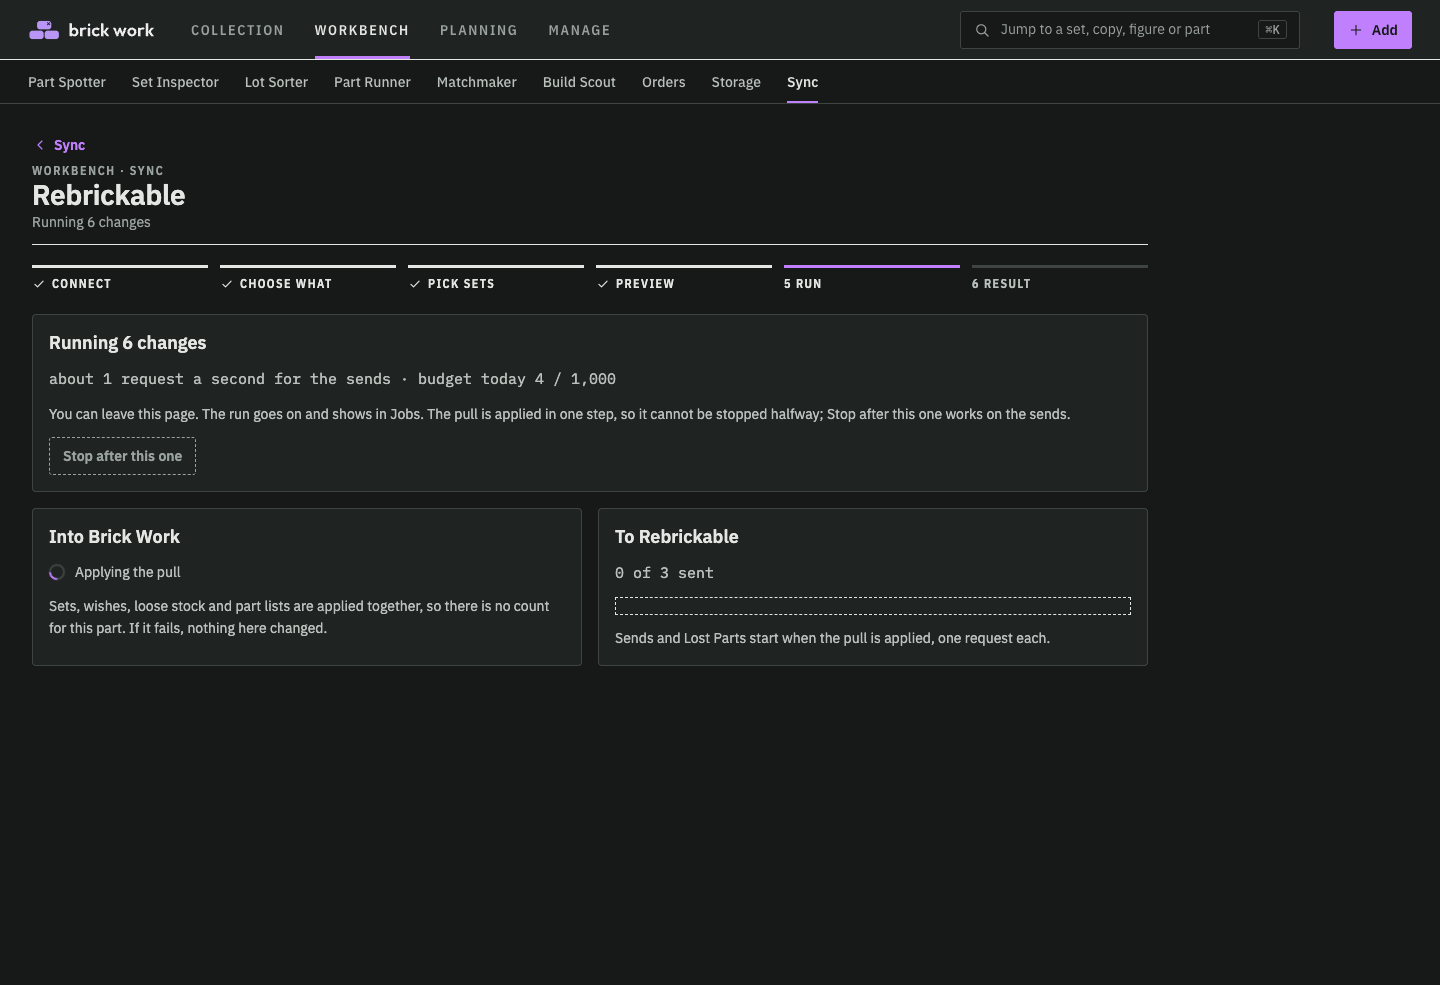 brick work
COLLECTION
WORKBENCH
PLANNING
MANAGE
Jump to a set, copy, figure or part
⌘K
+ Add
Part Spotter
Set Inspector
Lot Sorter
Part Runner
Matchmaker
Build Scout
Orders
Storage
Sync
Sync
WORKBENCH · SYNC
Rebrickable
Running 6 changes
CONNECT
CHOOSE WHAT
PICK SETS
PREVIEW
5 RUN
6 RESULT
Running 6 changes
about 1 request a second for the sends · budget today 4 / 1,000
You can leave this page. The run goes on and shows in Jobs. The pull is applied in one step, so it cannot be stopped halfway; Stop after this one works on the sends.
Stop after this one
Into Brick Work
Applying the pull
Sets, wishes, loose stock and part lists are applied together, so there is no count
for this part. If it fails, nothing here changed.
To Rebrickable
0 of 3 sent
Sends and Lost Parts start when the pull is applied, one request each.